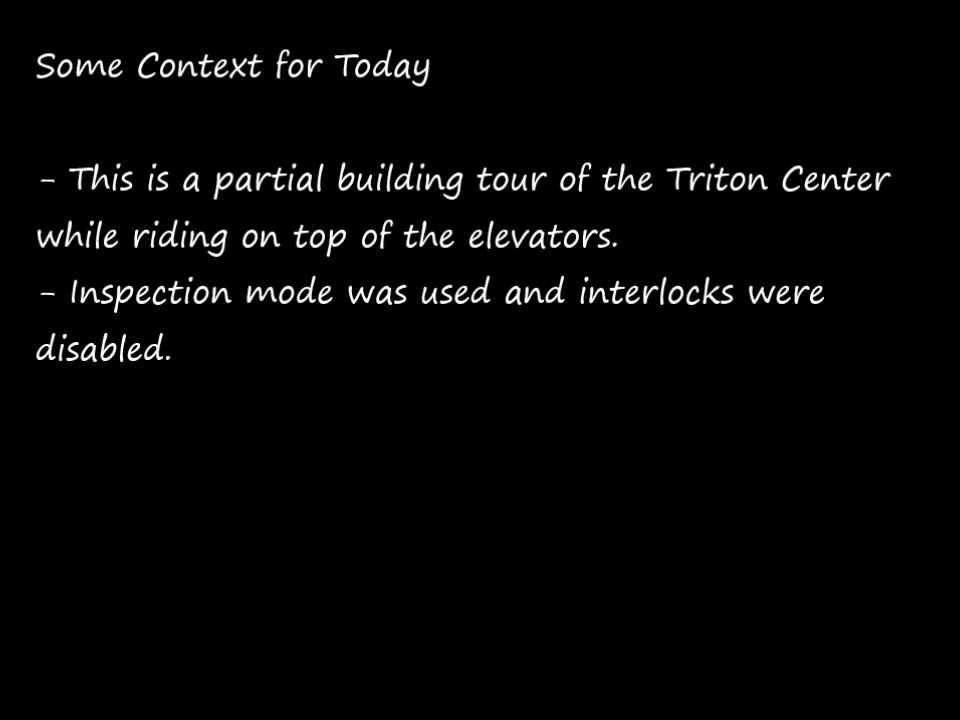 Some Context for Today
- This is a partial building tour of the Triton Center
while riding on top of the elevators.
- Inspection mode was used and interlocks were
disabled.